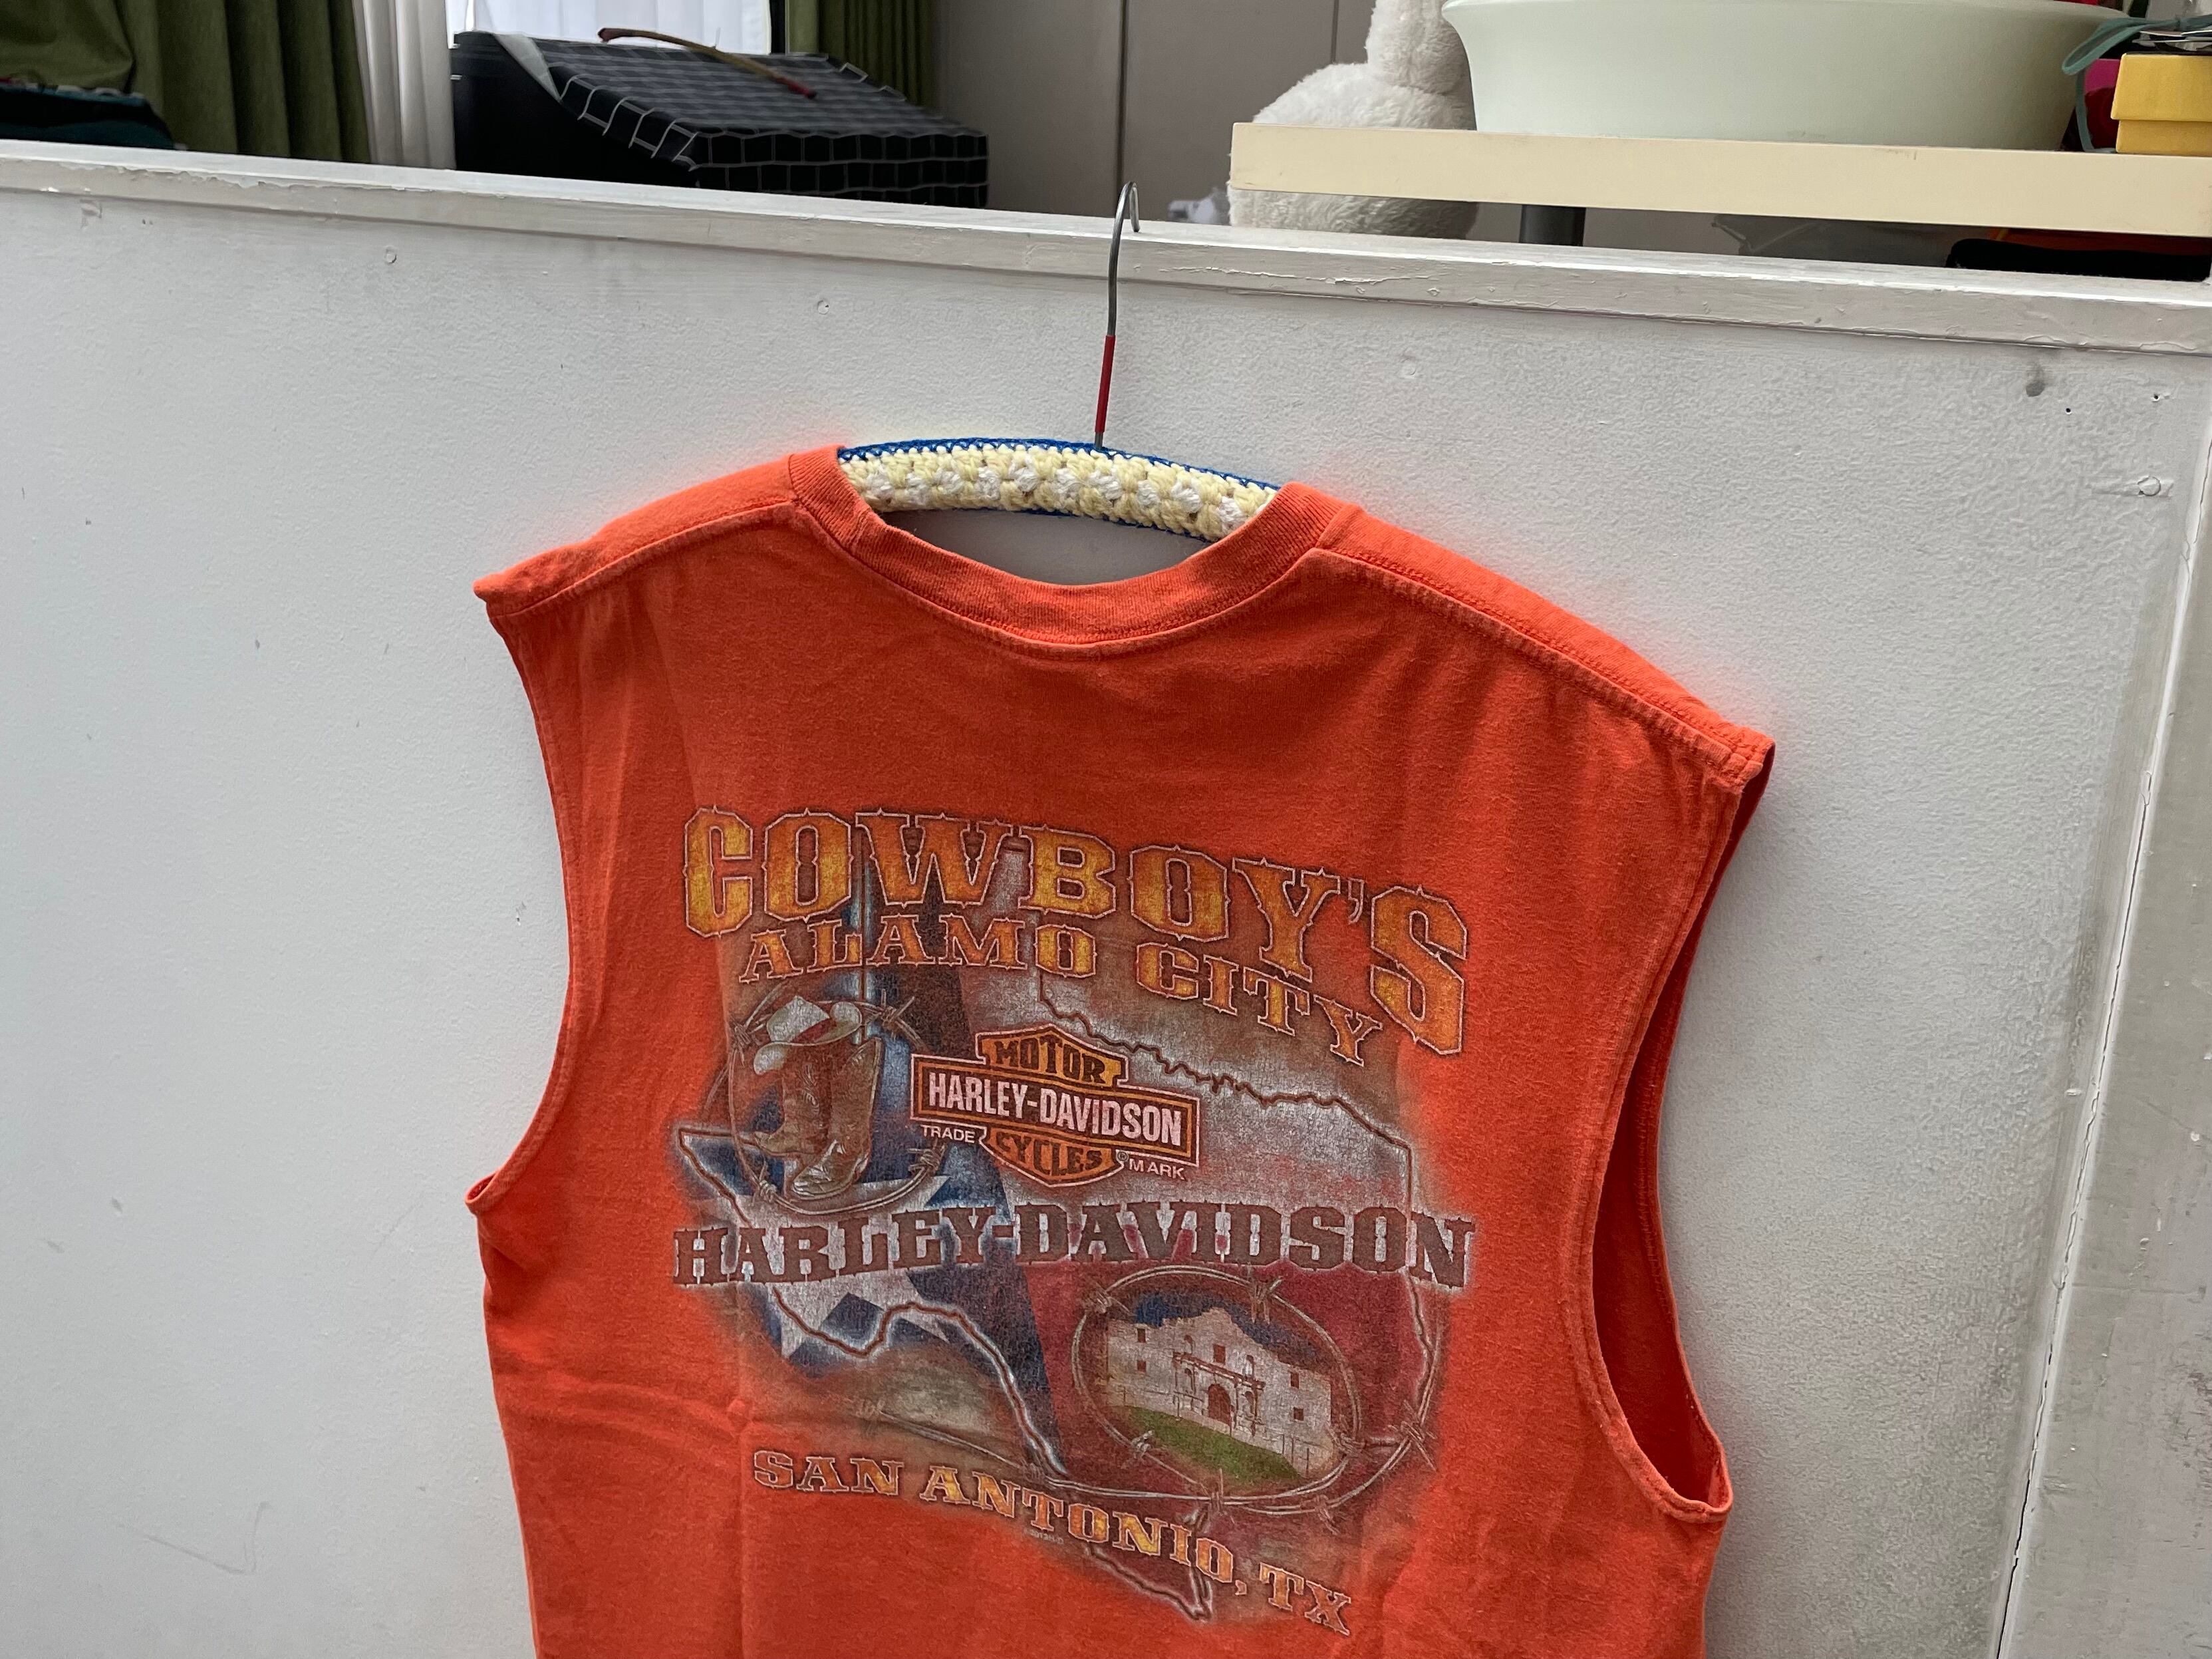 COWBOY'S
ALAMO CITY
MOTOR
HARLEY-DAVIDSON
CYCLES
TRADE ® MARK
HARLEY-DAVIDSON
SAN ANTONIO, TX